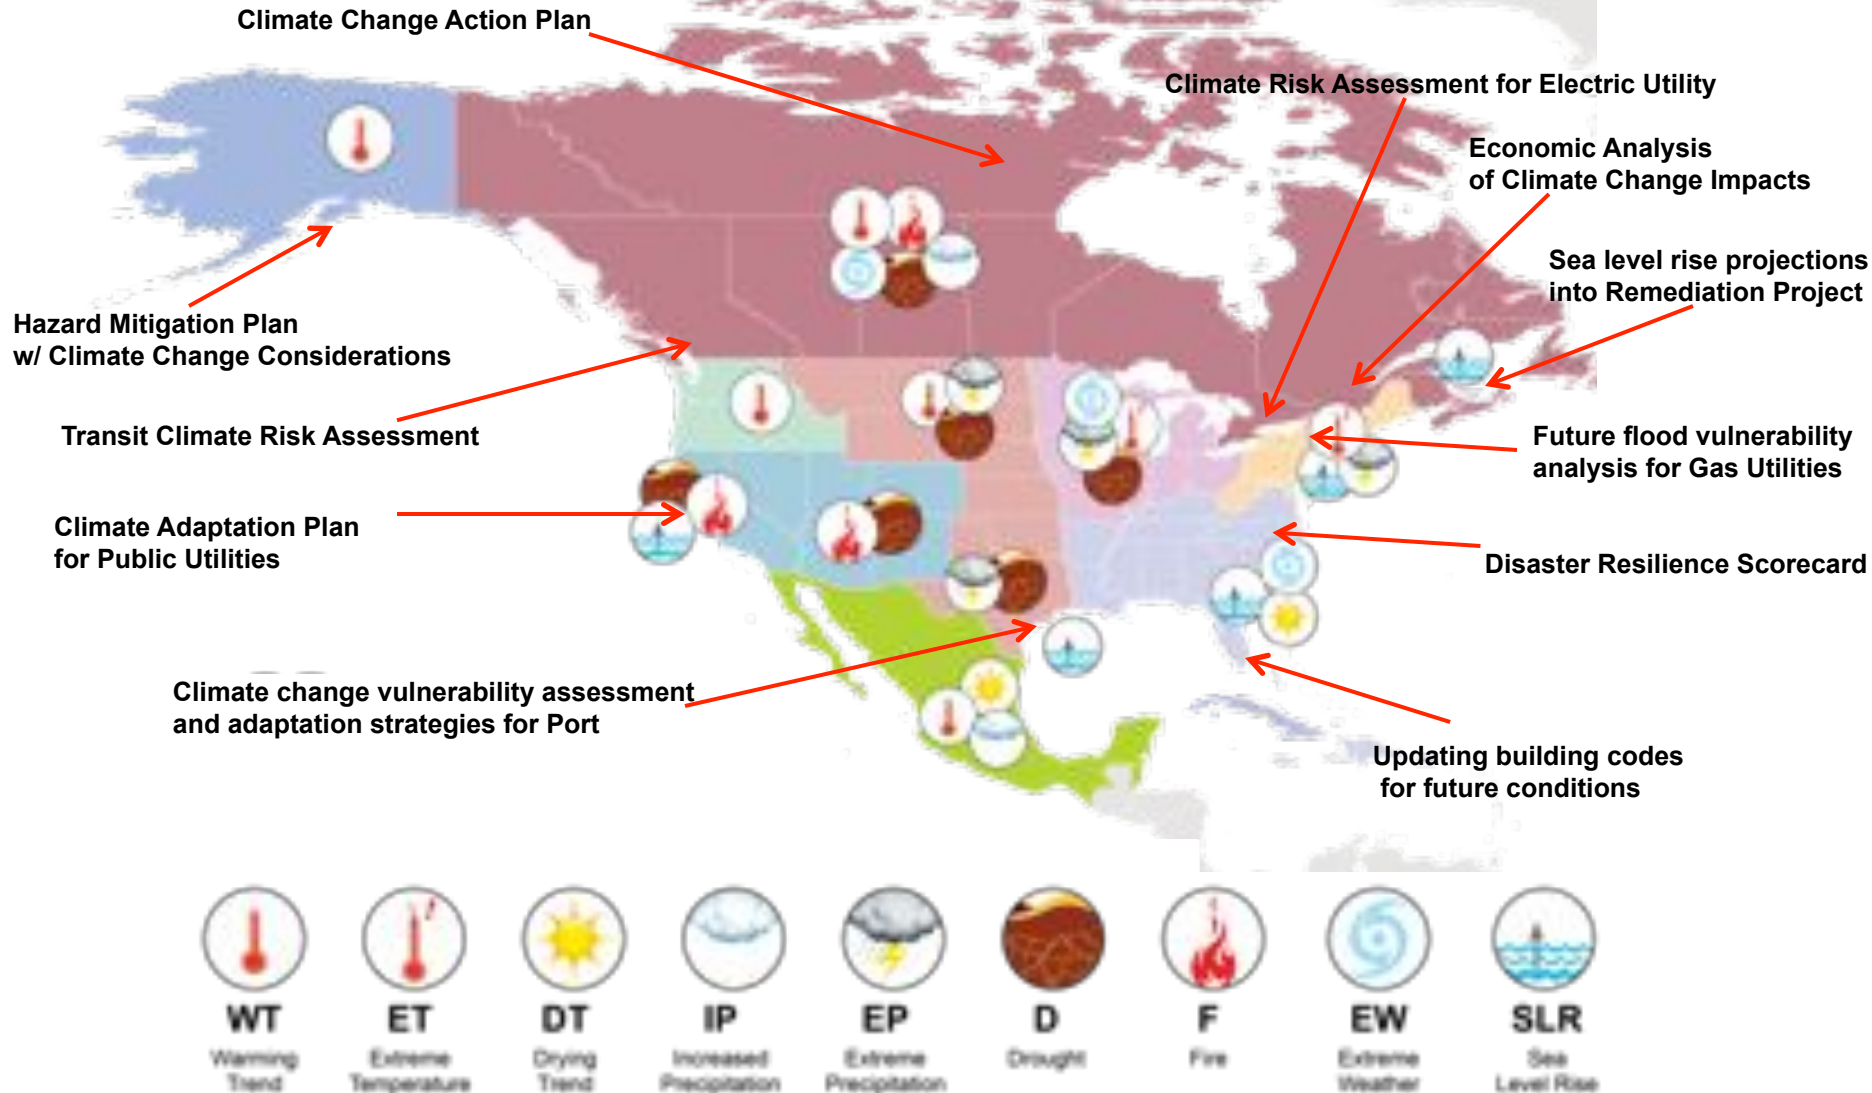 Climate Change Action Plan
Climate Risk Assessment for Electric Utility
Economic Analysis
of Climate Change Impacts
Sea level rise projections
into Remediation Project
Hazard Mitigation Plan
w/ Climate Change Considerations
Transit Climate Risk Assessment
Future flood vulnerability
analysis for Gas Utilities
Climate Adaptation Plan
for Public Utilities
Disaster Resilience Scorecard
Climate change vulnerability assessment
and adaptation strategies for Port
Updating building codes
for future conditions
WT
Warming
Trend
ET
Extreme
Temperature
DT
Drying
Trend
IP
Increased
Precipitation
EP
Extreme
Precipitation
D
Drought
F
Fire
EW
Extreme
Weather
SLR
Sea
Level Rise